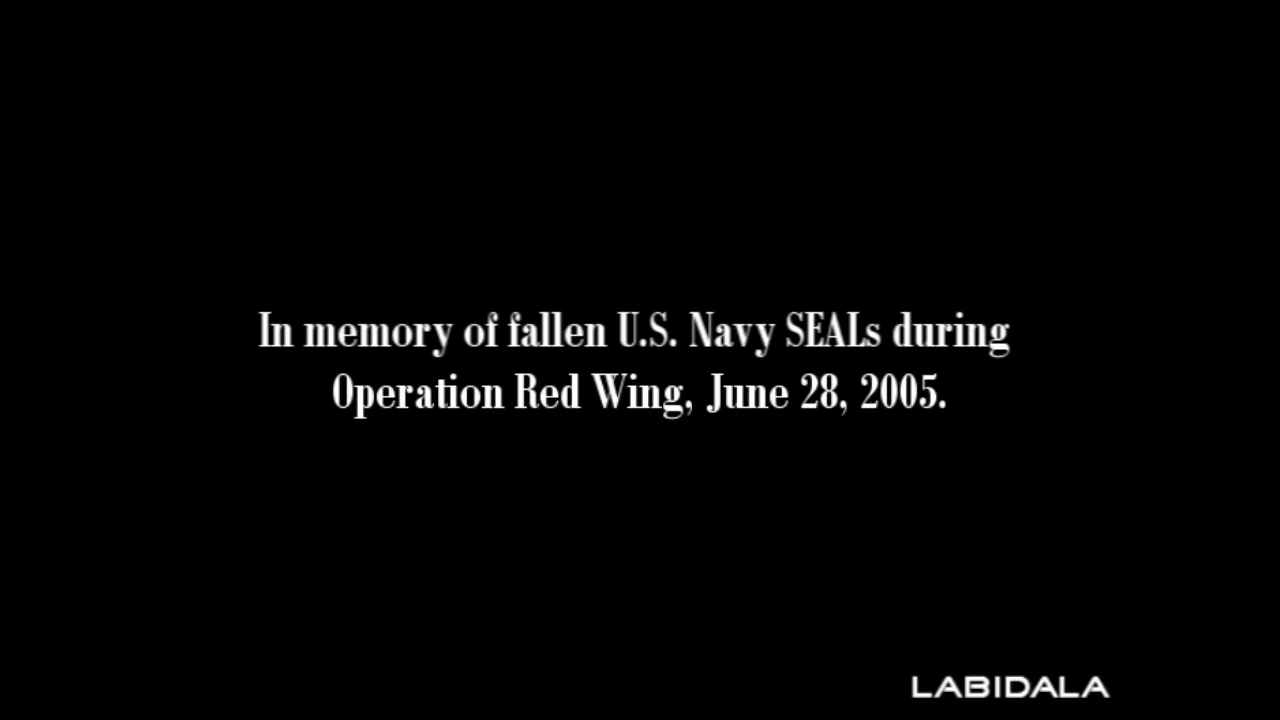 In memory of fallen U.S. Navy SEALs during
Operation Red Wing, June 28, 2005.
LABIDALA